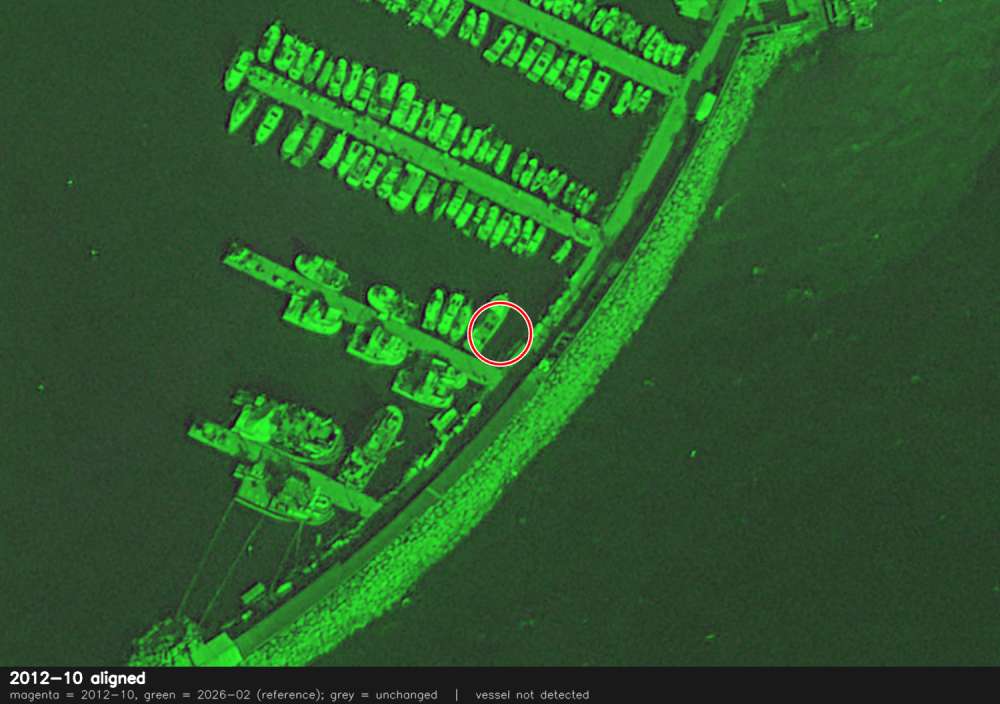 2012-10 aligned
magenta = 2012-10, green = 2026-02 (reference); grey = unchanged | vessel not detected